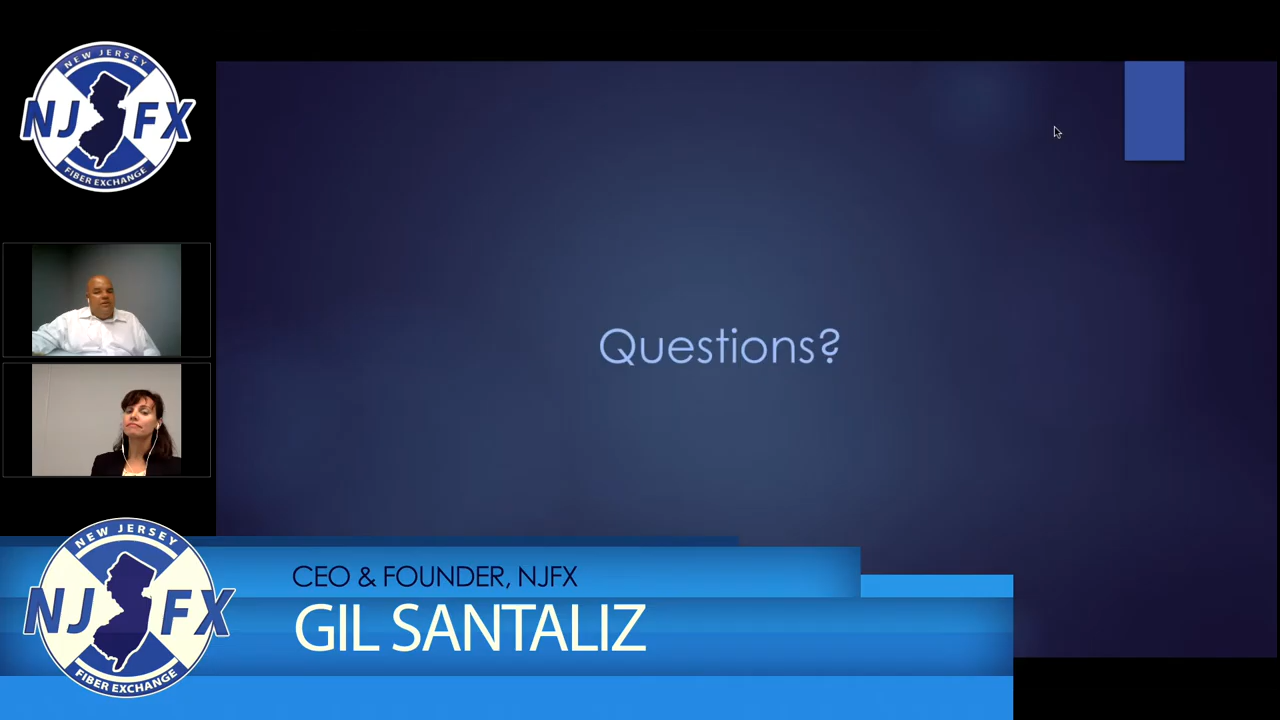 NEW JERSEY
NJ FX
FIBER EXCHANGE
Questions?
NEW JERSEY
NJ FX
FIBER EXCHANGE
CEO & FOUNDER, NJFX
GIL SANTALIZ